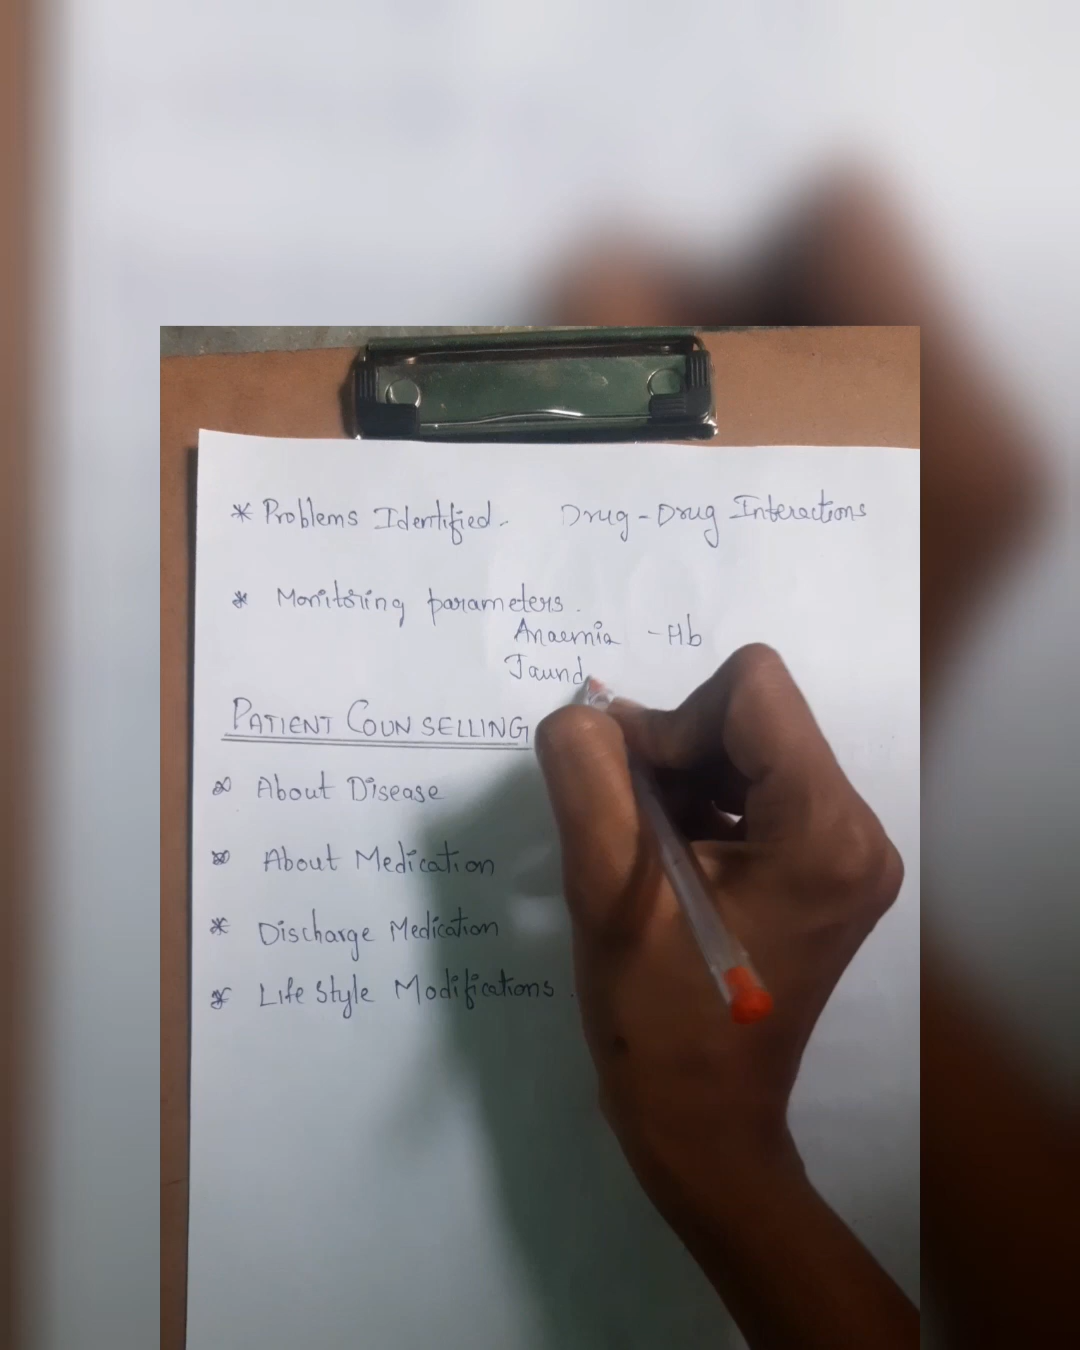 * Problems Identified. Drug-Drug Interactions
* Monitoring parameters.
Anaemia - Hb
Jaund
PATIENT COUNSELLING
* About Disease
* About Medication
* Discharge Medication
* Life Style Modifications.